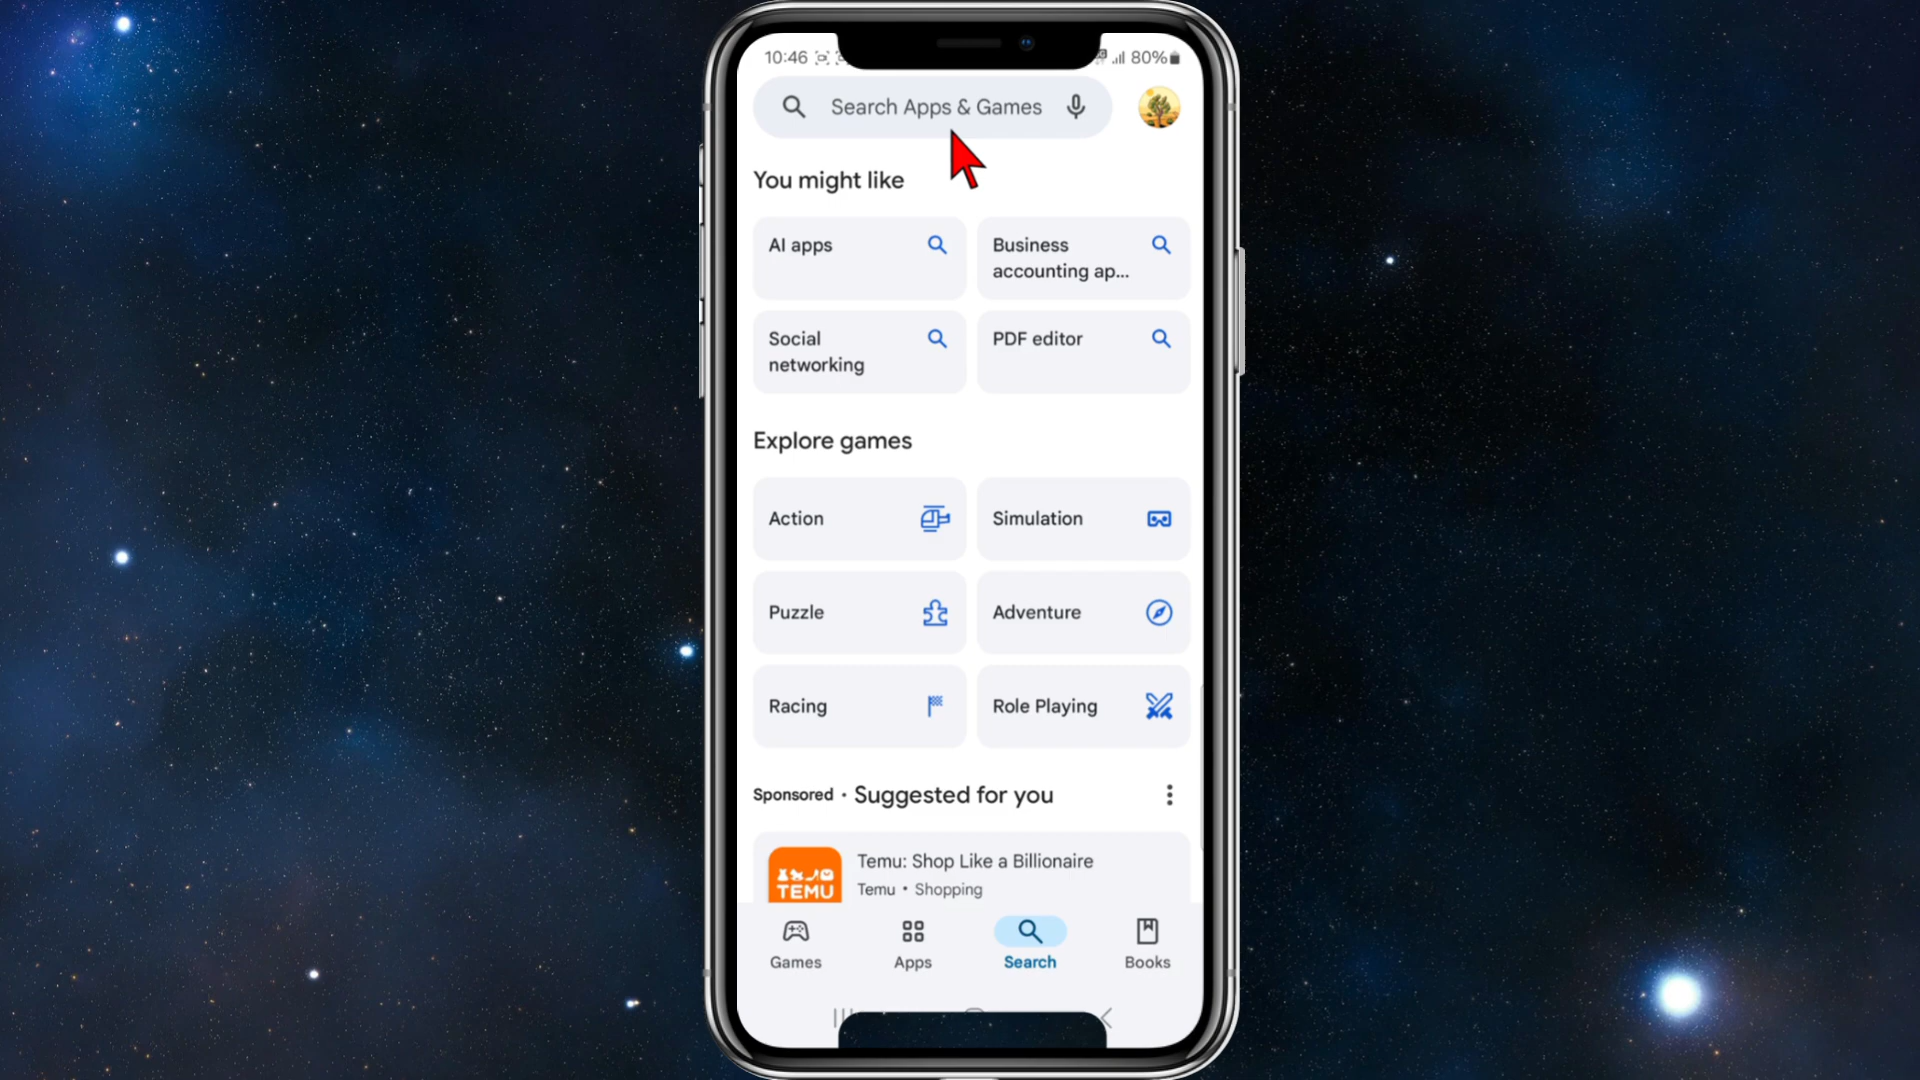 10:46
80%
Search Apps & Games
You might like
AI apps
Business
accounting ap...
Social
networking
PDF editor
Explore games
Action
Simulation
Puzzle
Adventure
Racing
Role Playing
Sponsored • Suggested for you
Temu: Shop Like a Billionaire
TEMU
Temu • Shopping
Games
Apps
Search
Books